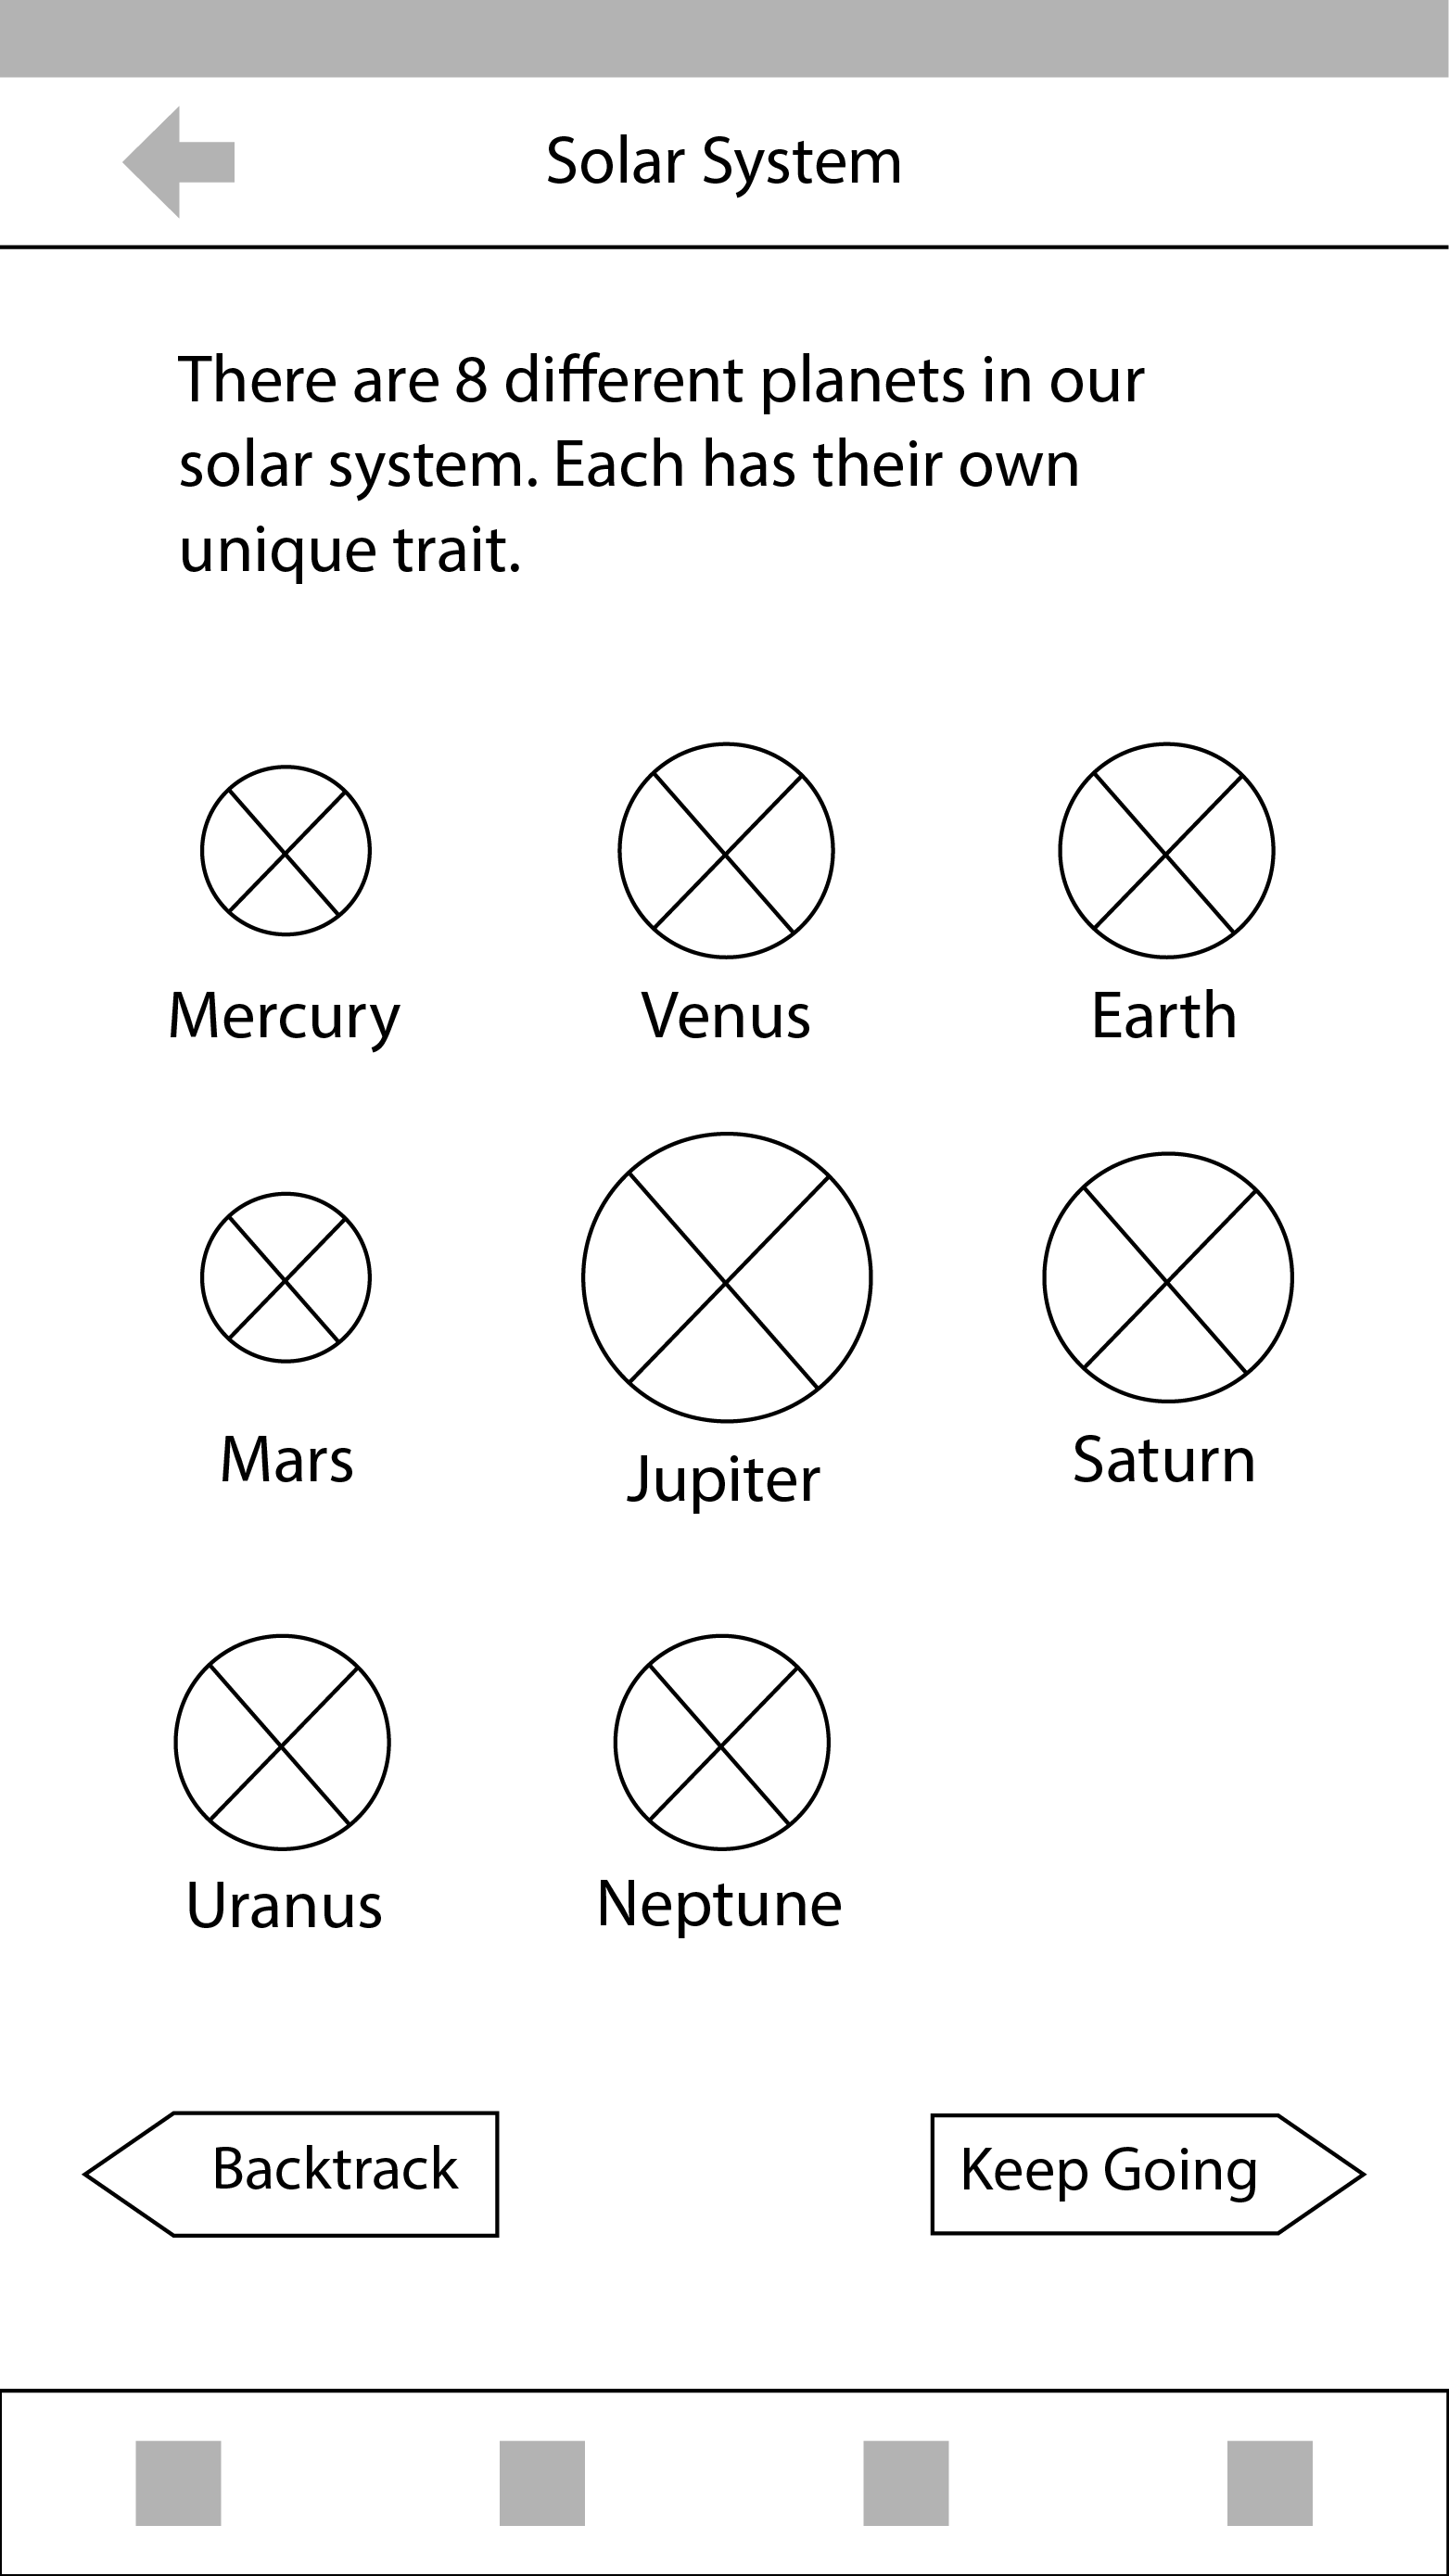 Solar System
There are 8 different planets in our
solar system. Each has their own
unique trait.
Mercury
Venus
Earth
Mars
Jupiter
Saturn
Uranus
Neptune
Backtrack
Keep Going